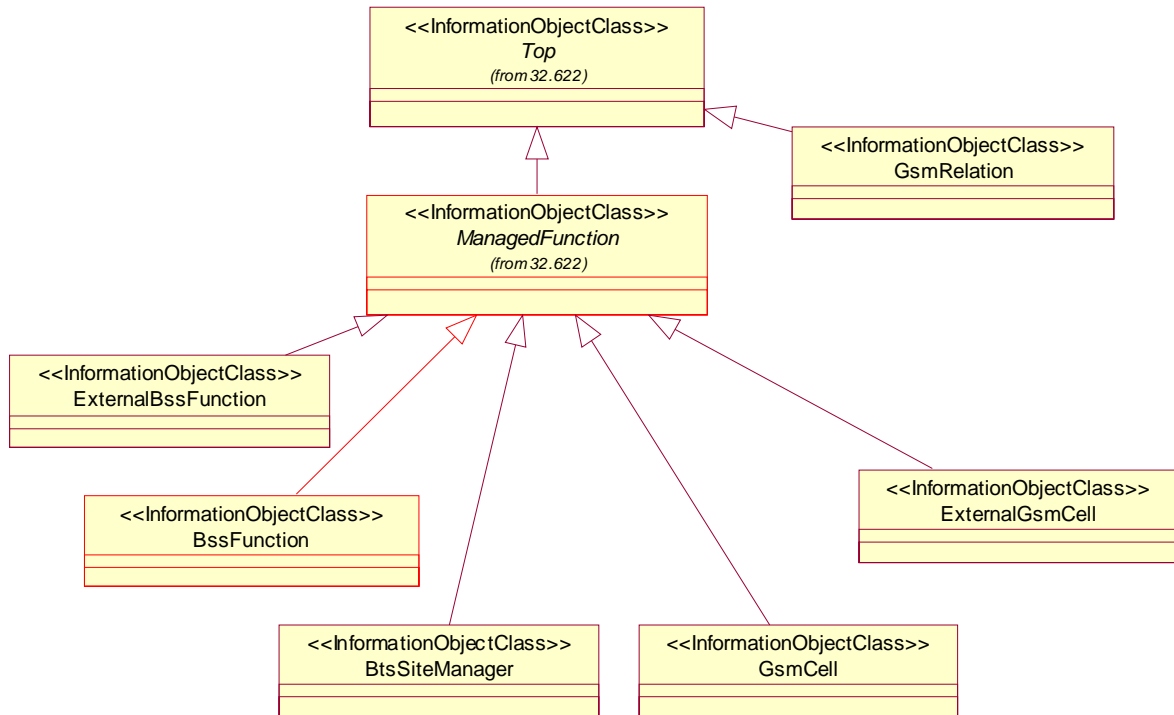 <<InformationObjectClass>>
Top
(from 32.622)
<<InformationObjectClass>>
GsmRelation
<<InformationObjectClass>>
ManagedFunction
(from 32.622)
<<InformationObjectClass>>
ExternalBssFunction
<<InformationObjectClass>>
ExternalGsmCell
<<InformationObjectClass>>
BssFunction
<<InformationObjectClass>>
BtsSiteManager
<<InformationObjectClass>>
GsmCell